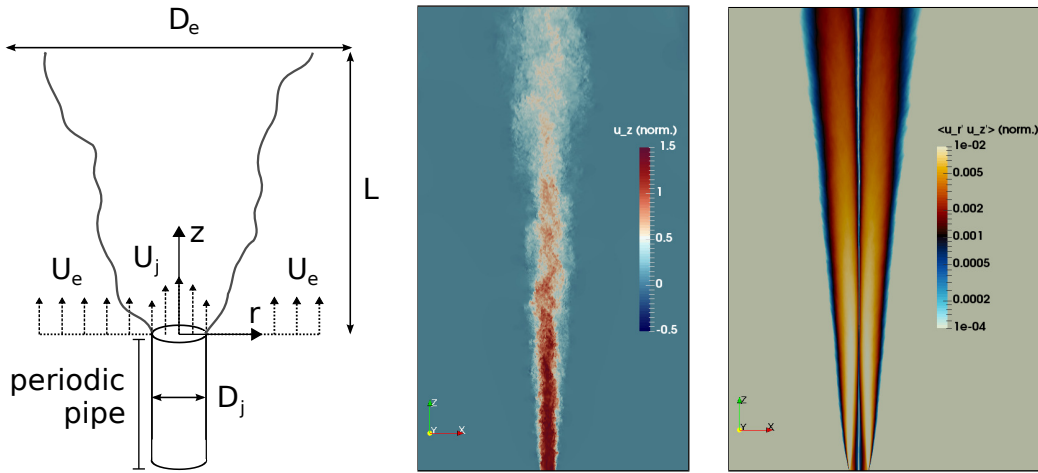 D_e
L
z
U_j
U_e
U_e
r
periodic
pipe
D_j
u_z (norm.)
1.5
1
0.5
0
-0.5
Z
Y
X
<u_r' u_z'> (norm.)
1e-02
0.005
0.002
0.001
0.0005
0.0002
1e-04
Z
Y
X